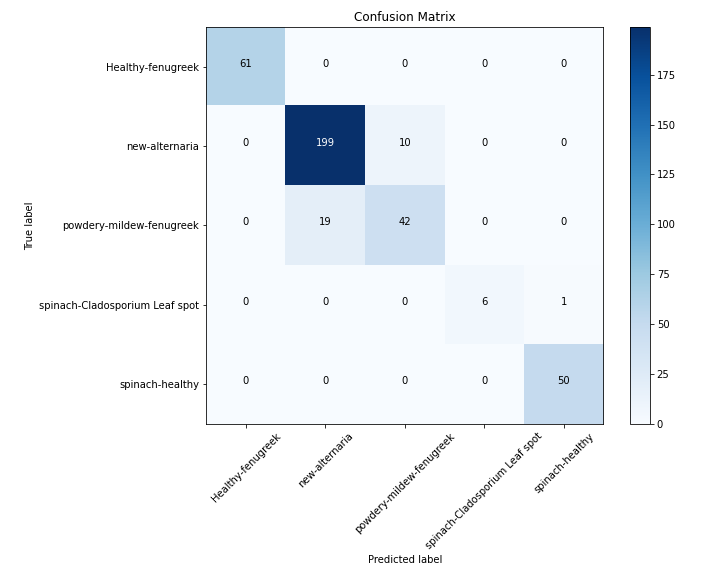 Confusion Matrix
Healthy-fenugreek 61 0 0 0 0
new-alternaria 0 199 10 0 0
powdery-mildew-fenugreek 0 19 42 0 0
spinach-Cladosporium Leaf spot 0 0 0 6 1
spinach-healthy 0 0 0 0 50
True label
Healthy-fenugreek
new-alternaria
powdery-mildew-fenugreek
spinach-Cladosporium Leaf spot
spinach-healthy
Predicted label
175
150
125
100
75
50
25
0